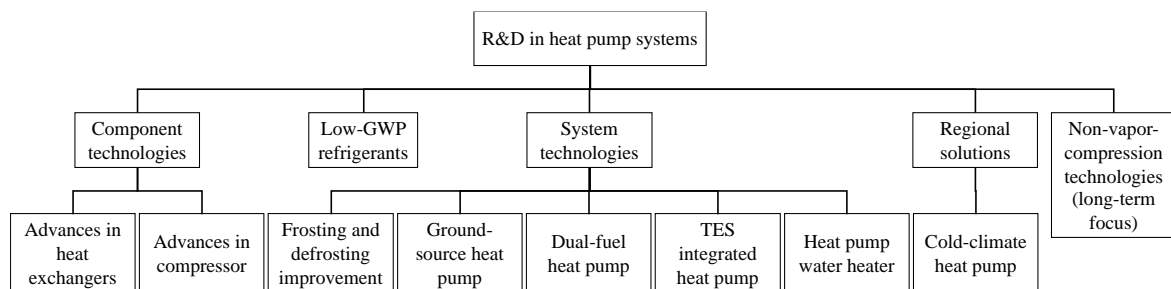 R&D in heat pump systems
Component
technologies
Low-GWP
refrigerants
System
technologies
Regional
solutions
Non-vapor-
compression
technologies
(long-term
focus)
Advances in
heat
exchangers
Advances in
compressor
Frosting and
defrosting
improvement
Ground-
source heat
pump
Dual-fuel
heat pump
TES
integrated
heat pump
Heat pump
water heater
Cold-climate
heat pump